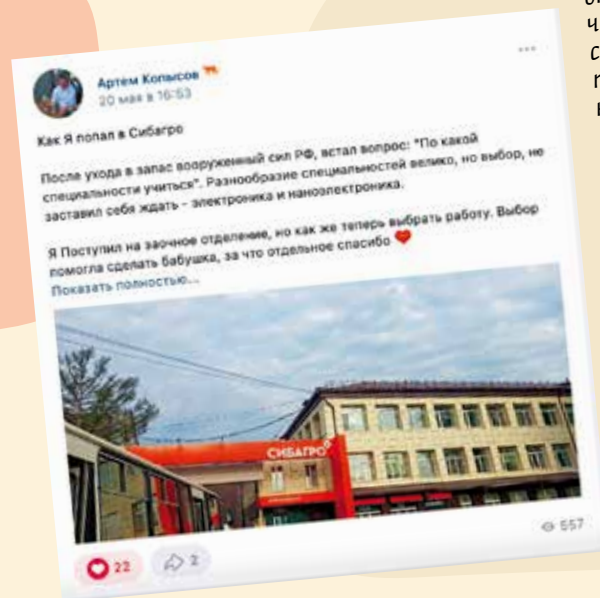 Артем Копысов
20 мая в 16:53
Как Я попал в Сибагро
После ухода в запас вооруженный сил РФ, встал вопрос: "По какой
специальности учиться". Разнообразие специальностей велико, но выбор, не
заставил себя ждать - электроника и наноэлектроника.
Я Поступил на заочное отделение, но как же теперь выбрать работу. Выбор
помогла сделать бабушка, за что отдельное спасибо ❤
Показать полностью...
СИБАГРО
22
2
557